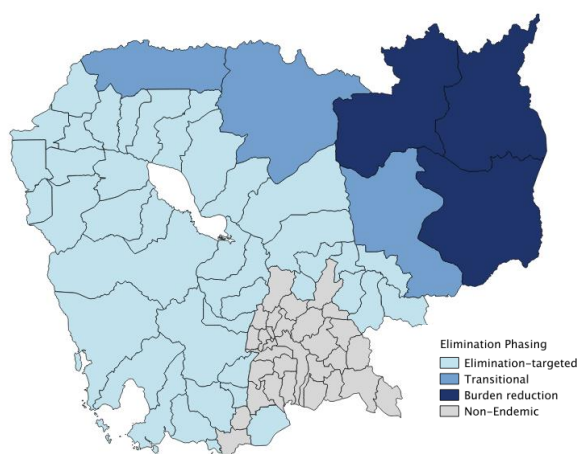 Elimination Phasing
Elimination-targeted
Transitional
Burden reduction
Non-Endemic